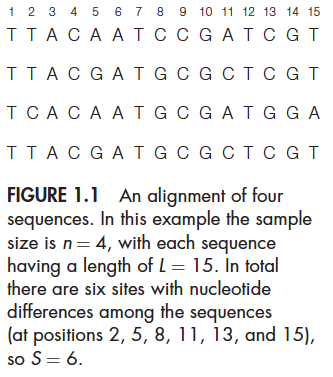 1 2 3 4 5 6 7 8 9 10 11 12 13 14 15
T T A C A A T C C G A T C G T
T T A C G A T G C G C T C G T
T C A C A A T G C G A T G G A
T T A C G A T G C G C T C G T
FIGURE 1.1 An alignment of four
sequences. In this example the sample
size is n = 4, with each sequence
having a length of L = 15. In total
there are six sites with nucleotide
differences among the sequences
(at positions 2, 5, 8, 11, 13, and 15),
so S = 6.